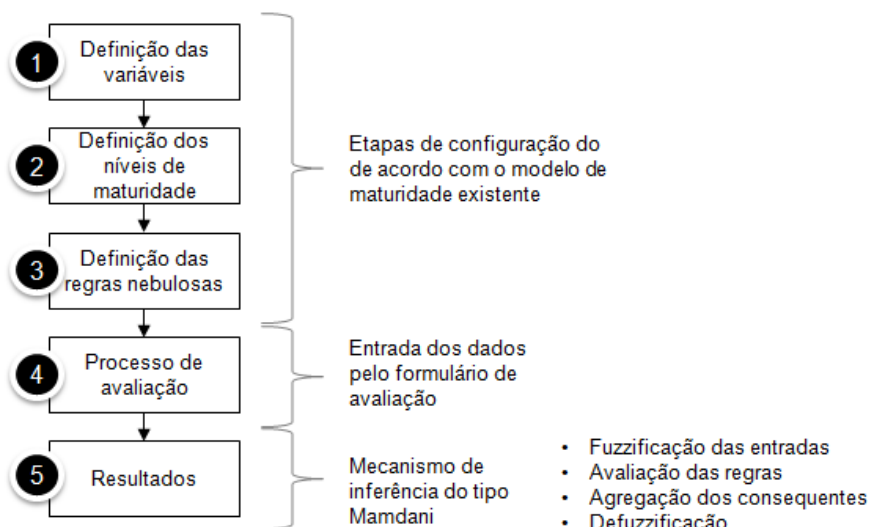 1
Definição das
variáveis
2
Definição dos
níveis de
maturidade
3
Definição das
regras nebulosas
Etapas de configuração do
de acordo com o modelo de
maturidade existente
4
Processo de
avaliação
Entrada dos dados
pelo formulário de
avaliação
5
Resultados
Mecanismo de
inferência do tipo
Mamdani
• Fuzzificação das entradas
• Avaliação das regras
• Agregação dos consequentes
• Defuzzificação